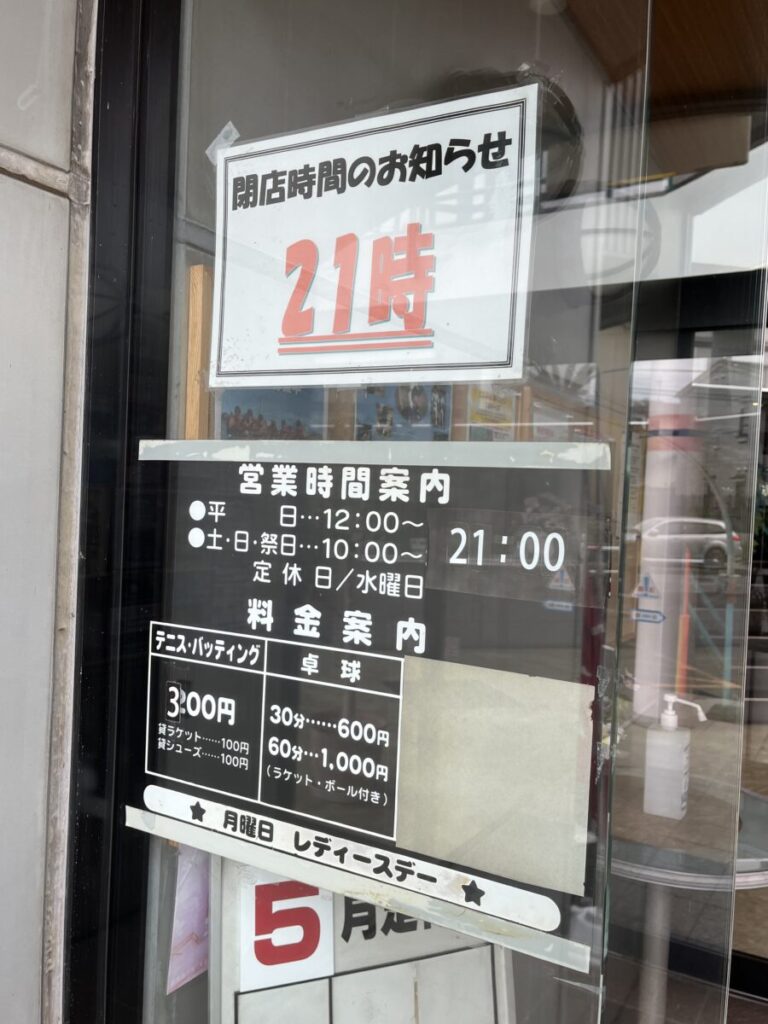 閉店時間のお知らせ
21時
営業時間案内
●平 日…12:00～
●土・日・祭日…10:00～ 21:00
定休日／水曜日
料金案内
テニス・バッティング
300円
貸ラケット……100円
貸シューズ……100円
卓球
30分……600円
60分…1,000円
(ラケット・ボール付き)
★ 月曜日 レディースデー ★
5月定